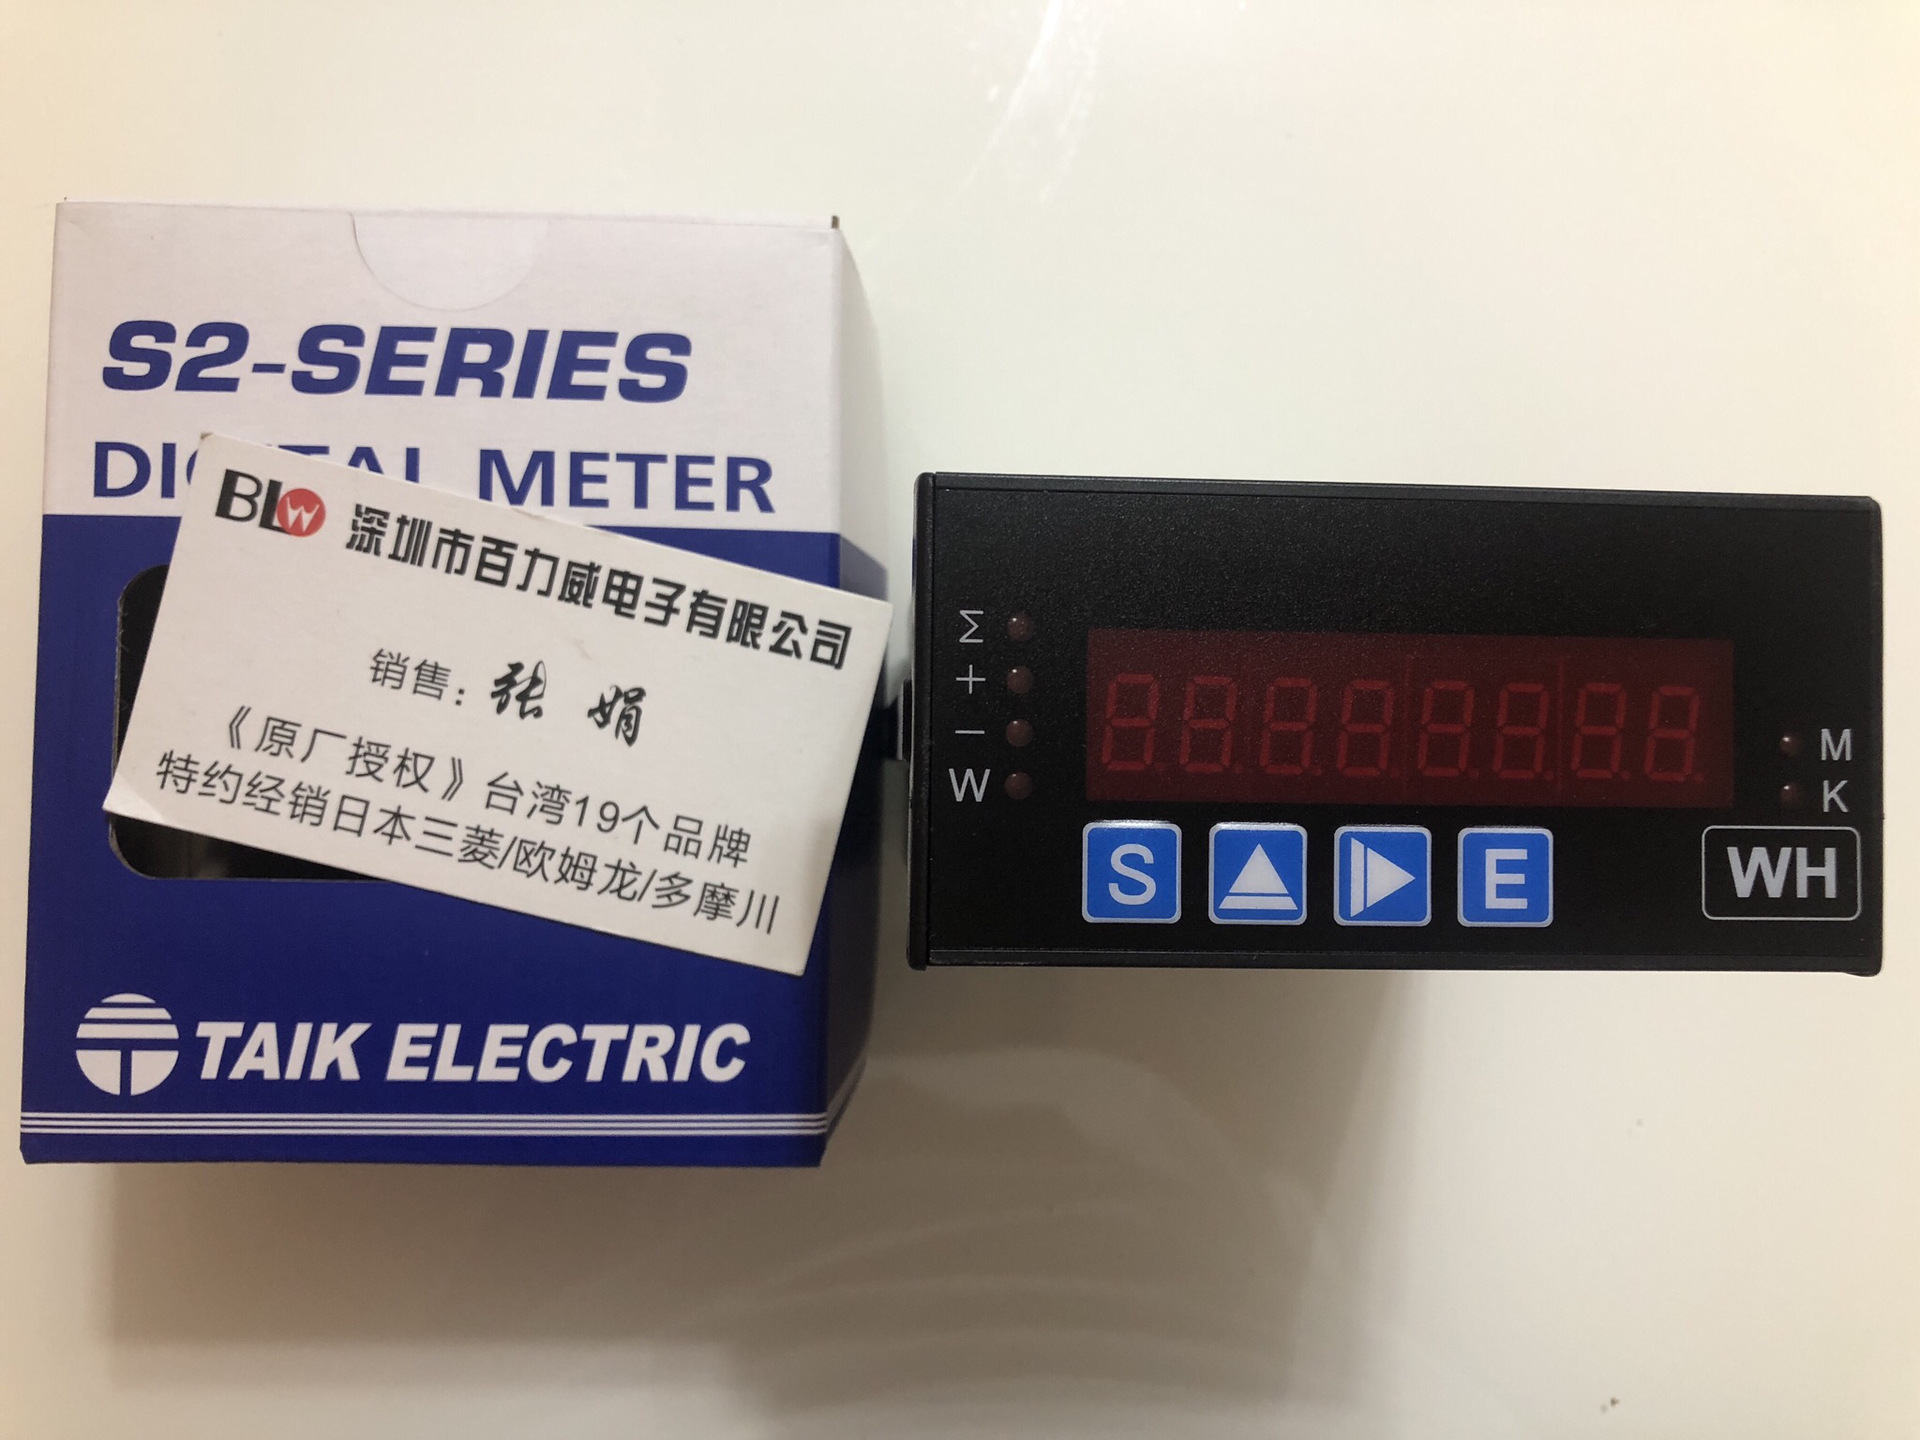 S2-SERIES
DIGITAL METER
BLW 深圳市百力威电子有限公司
销售: 张 娟
《原厂授权》台湾19个品牌
特约经销日本三菱/欧姆龙/多摩川
TAIK ELECTRIC
Σ
+
−
W
M
K
S
E
WH